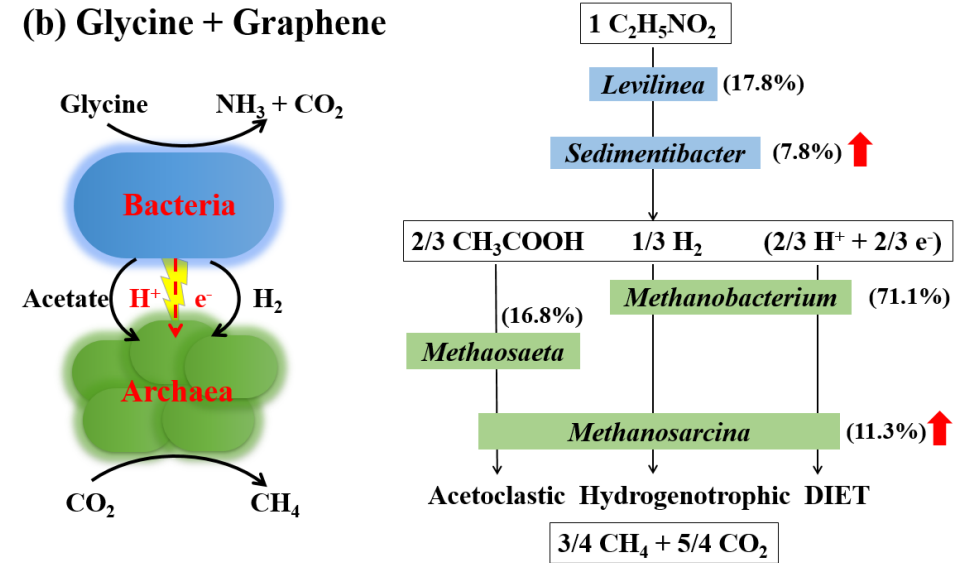 (b) Glycine + Graphene
Glycine
NH₃ + CO₂
Bacteria
Acetate
H⁺
e⁻
H₂
Archaea
CO₂
CH₄
1 C₂H₅NO₂
Levilinea (17.8%)
Sedimentibacter (7.8%)
2/3 CH₃COOH 1/3 H₂ (2/3 H⁺ + 2/3 e⁻)
Methanobacterium (71.1%)
(16.8%)
Methaosaeta
Methanosarcina (11.3%)
Acetoclastic Hydrogenotrophic DIET
3/4 CH₄ + 5/4 CO₂